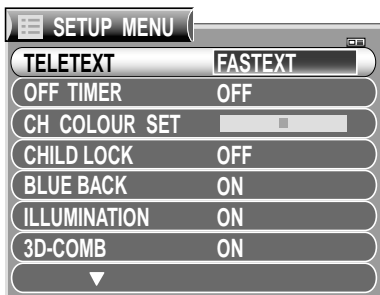 SETUP MENU
TELETEXT FASTEXT
OFF TIMER OFF
CH COLOUR SET
CHILD LOCK OFF
BLUE BACK ON
ILLUMINATION ON
3D-COMB ON